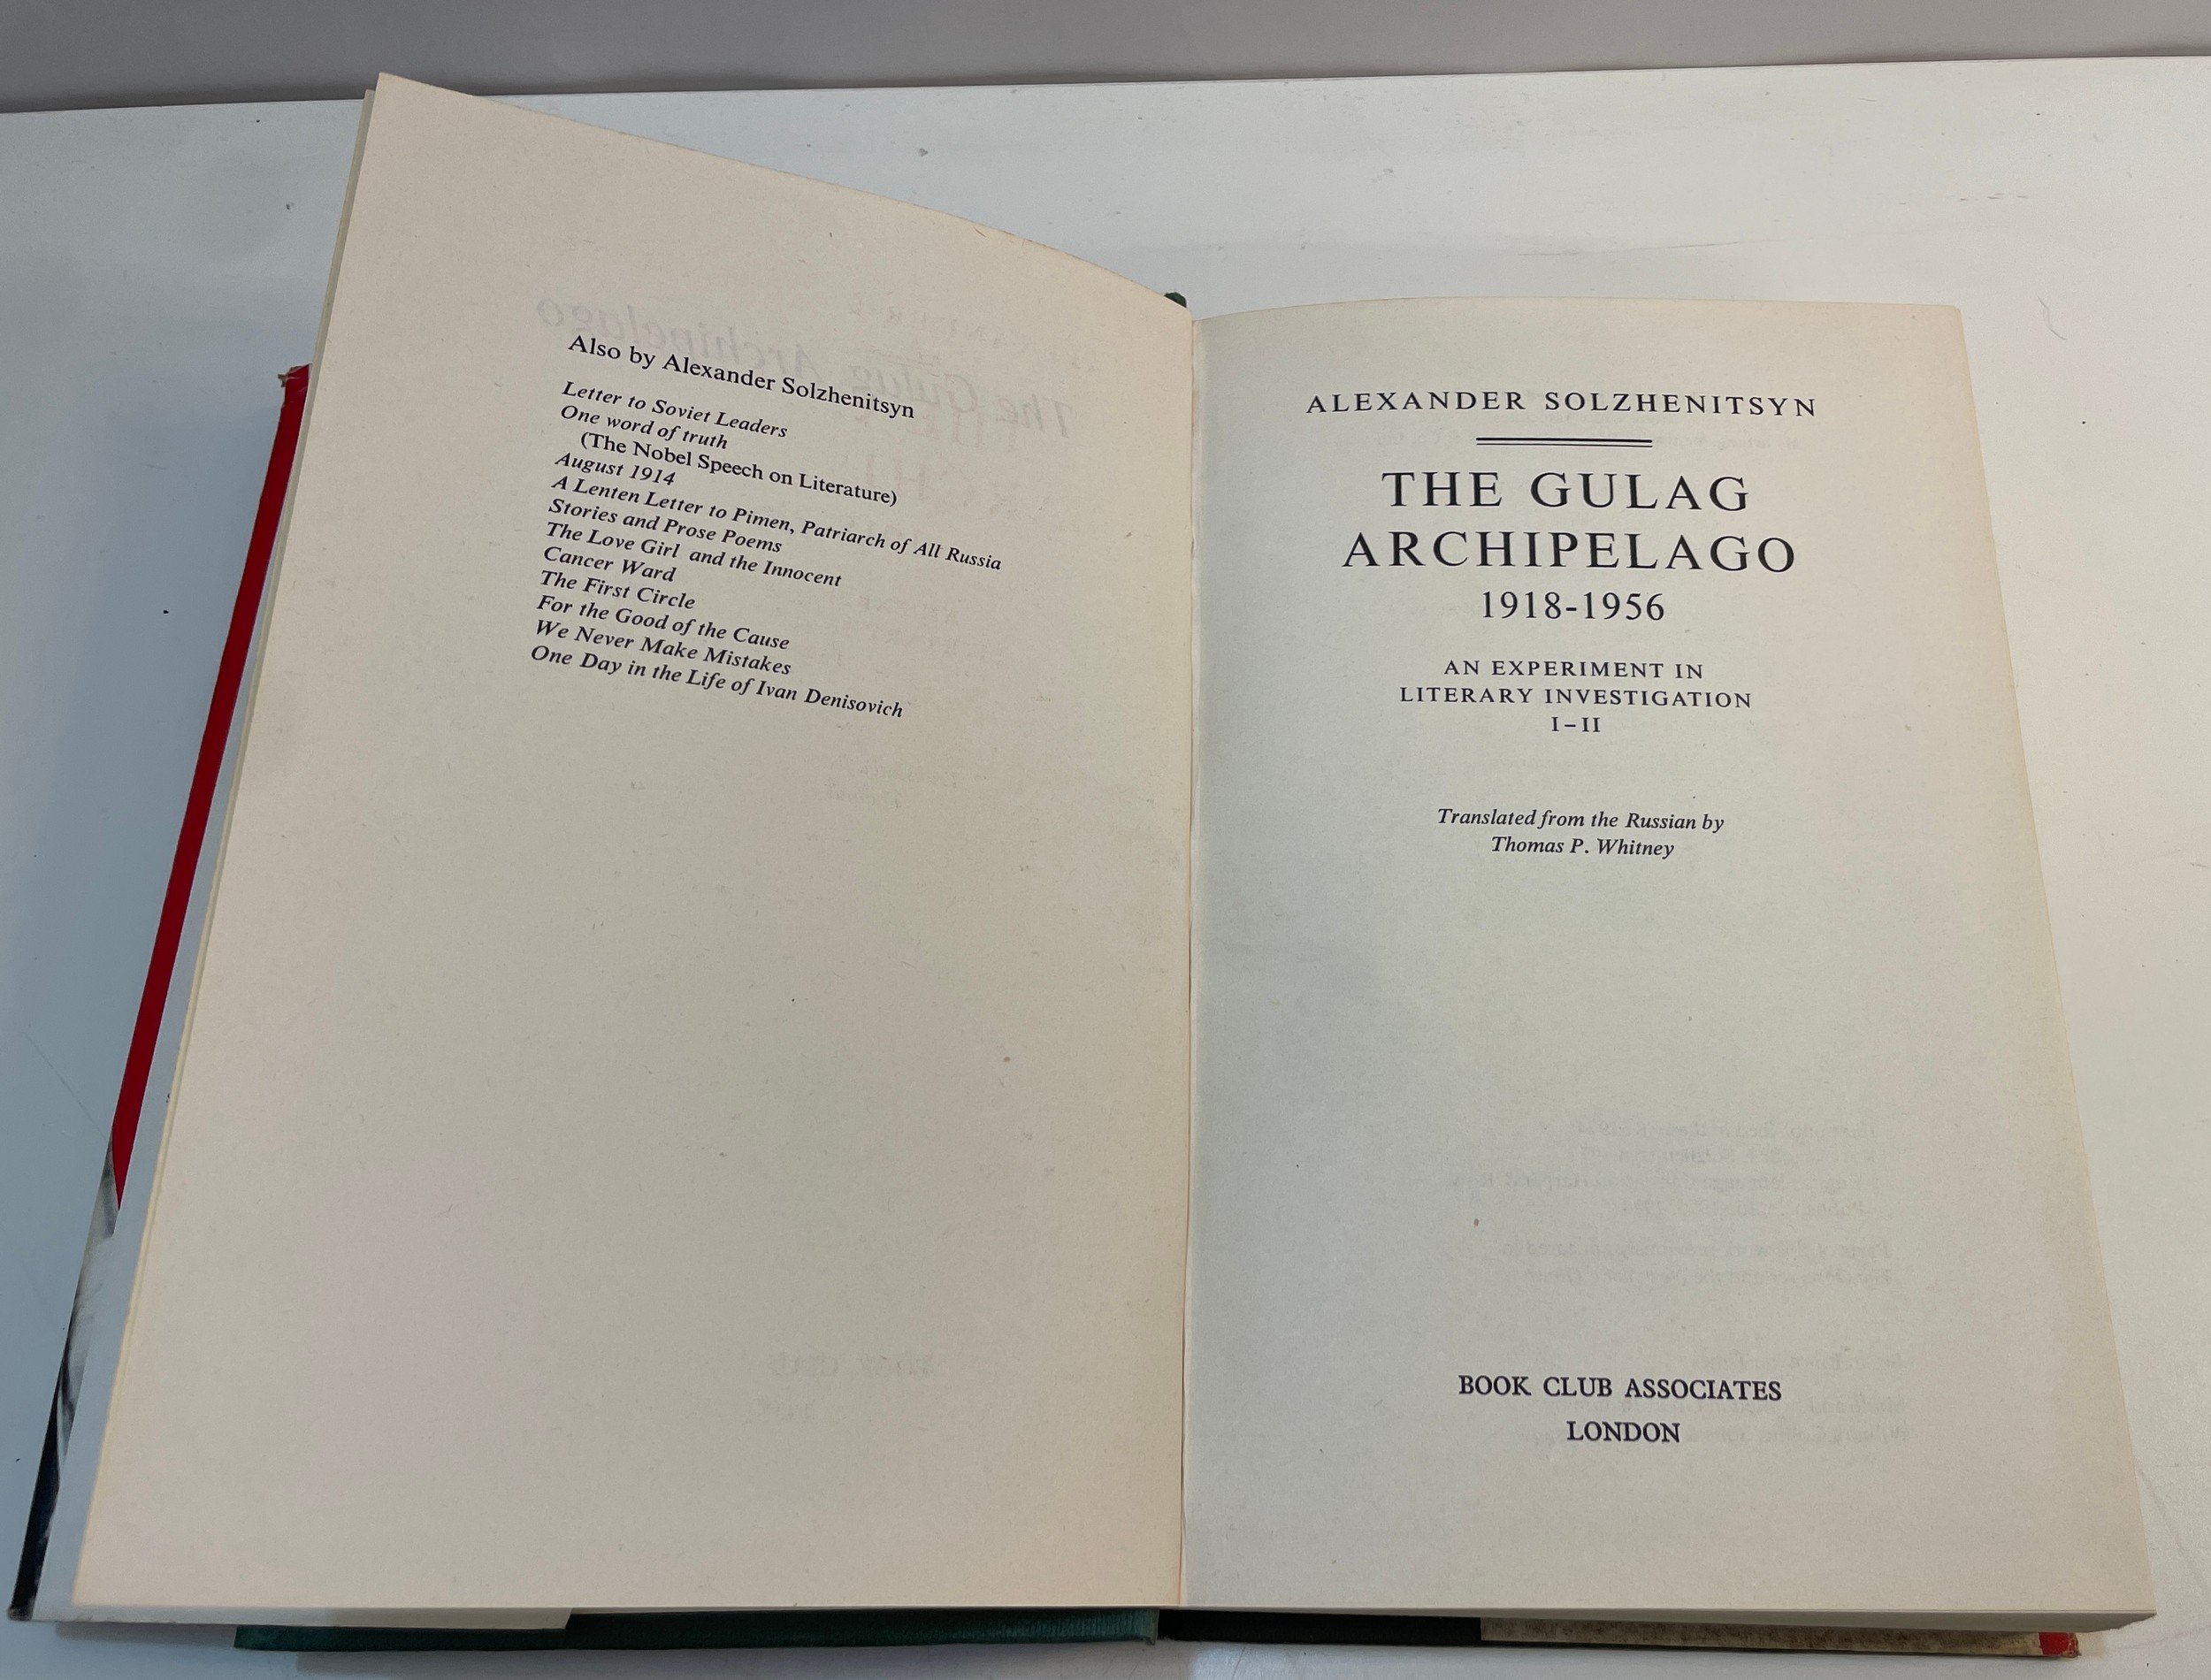 Also by Alexander Solzhenitsyn
Letter to Soviet Leaders
One word of truth
(The Nobel Speech on Literature)
August 1914
A Lenten Letter to Pimen, Patriarch of All Russia
Stories and Prose Poems
The Love Girl and the Innocent
Cancer Ward
The First Circle
For the Good of the Cause
We Never Make Mistakes
One Day in the Life of Ivan Denisovich
ALEXANDER SOLZHENITSYN
THE GULAG
ARCHIPELAGO
1918-1956
AN EXPERIMENT IN
LITERARY INVESTIGATION
I–II
Translated from the Russian by
Thomas P. Whitney
BOOK CLUB ASSOCIATES
LONDON